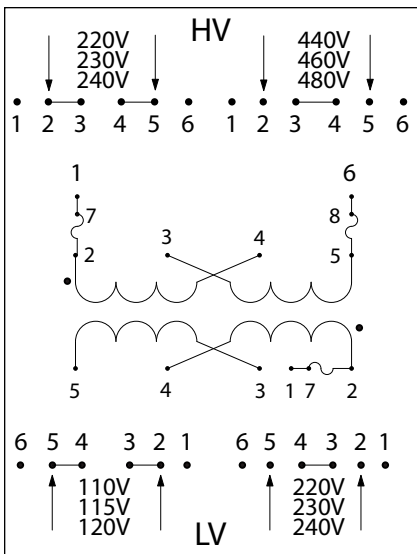 HV
220V 440V
230V 460V
240V 480V
1 2 3 4 5 6 1 2 3 4 5 6
1 6
7 8
2 3 4 5
5 4 3 1 7 2
6 5 4 3 2 1 6 5 4 3 2 1
110V 220V
115V 230V
120V 240V
LV